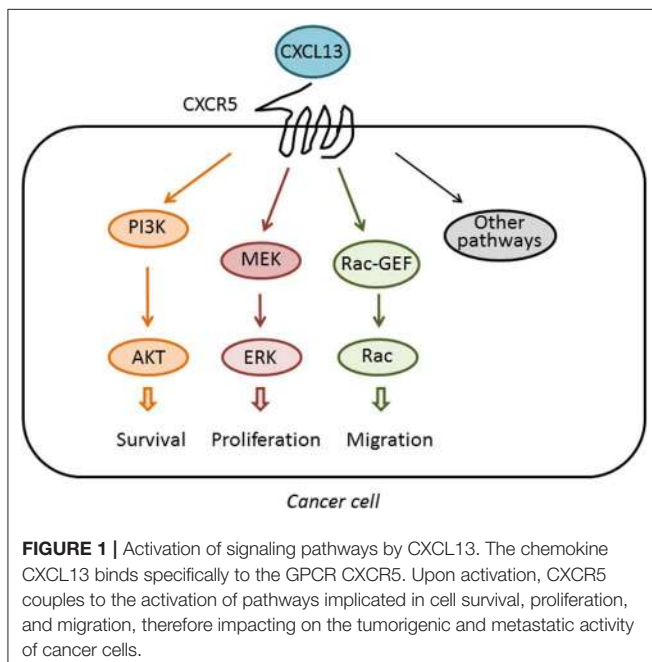 CXCL13
CXCR5
PI3K
MEK
Rac-GEF
Other
pathways
AKT
ERK
Rac
Survival
Proliferation
Migration
Cancer cell
FIGURE 1 | Activation of signaling pathways by CXCL13. The chemokine
CXCL13 binds specifically to the GPCR CXCR5. Upon activation, CXCR5
couples to the activation of pathways implicated in cell survival, proliferation,
and migration, therefore impacting on the tumorigenic and metastatic activity
of cancer cells.